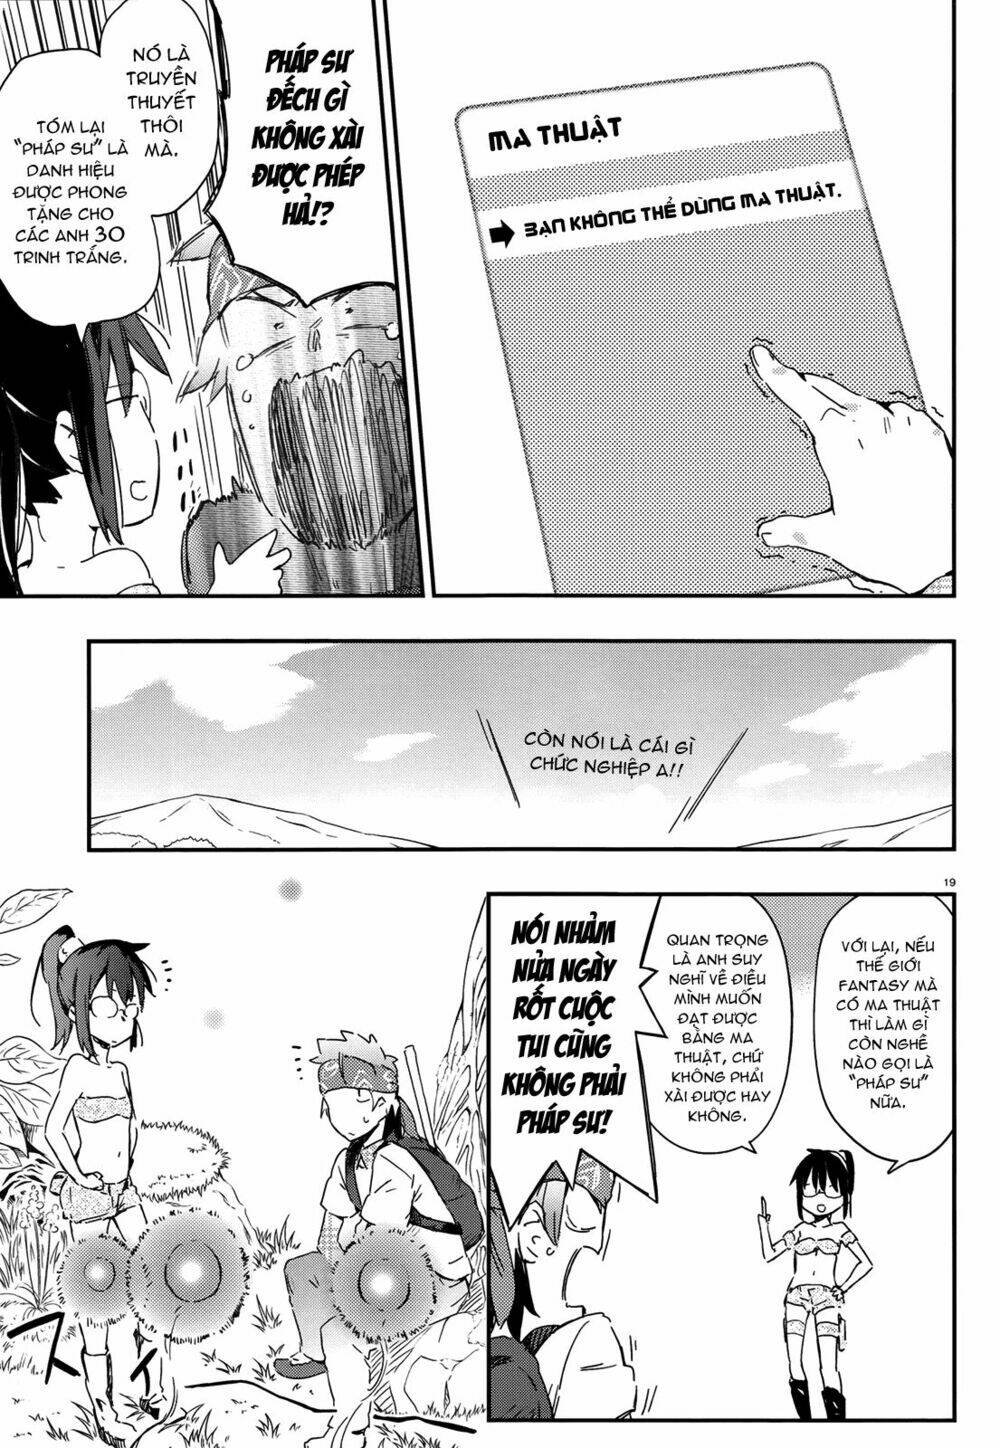 MA THUẬT
BẠN KHÔNG THỂ DÙNG MA THUẬT.
PHÁP SƯ
ĐẾCH GÌ
KHÔNG XÀI
ĐƯỢC PHÉP
HẢ!?
NÓ LÀ
TRUYỀN
THUYẾT
THÔI
MÀ.
TÓM LẠI
"PHÁP SƯ" LÀ
DANH HIỆU
ĐƯỢC PHONG
TẶNG CHO
CÁC ANH 30
TRINH TRẮNG.
CÒN NÓI LÀ CÁI GÌ
CHỨC NGHIỆP A!!
19
VỚI LẠI, NẾU
THẾ GIỚI
FANTASY MÀ
CÓ MA THUẬT
THÌ LÀM GÌ
CÒN NGHỀ
NÀO GỌI LÀ
"PHÁP SƯ"
NỮA.
QUAN TRỌNG
LÀ ANH SUY
NGHĨ VỀ ĐIỀU
MÌNH MUỐN
ĐẠT ĐƯỢC
BẰNG MA
THUẬT, CHỨ
KHÔNG PHẢI
XÀI ĐƯỢC HAY
KHÔNG.
NÓI NHẢM
NỬA NGÀY
RỐT CUỘC
TUI CŨNG
KHÔNG PHẢI
PHÁP SƯ!
ズズ